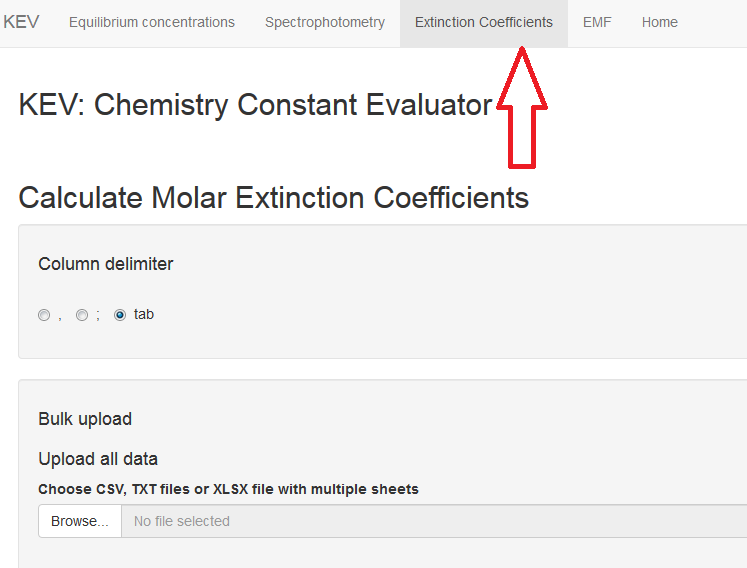 KEV Equilibrium concentrations Spectrophotometry Extinction Coefficients EMF Home
KEV: Chemistry Constant Evaluator
Calculate Molar Extinction Coefficients
Column delimiter
, ; tab
Bulk upload
Upload all data
Choose CSV, TXT files or XLSX file with multiple sheets
Browse... No file selected